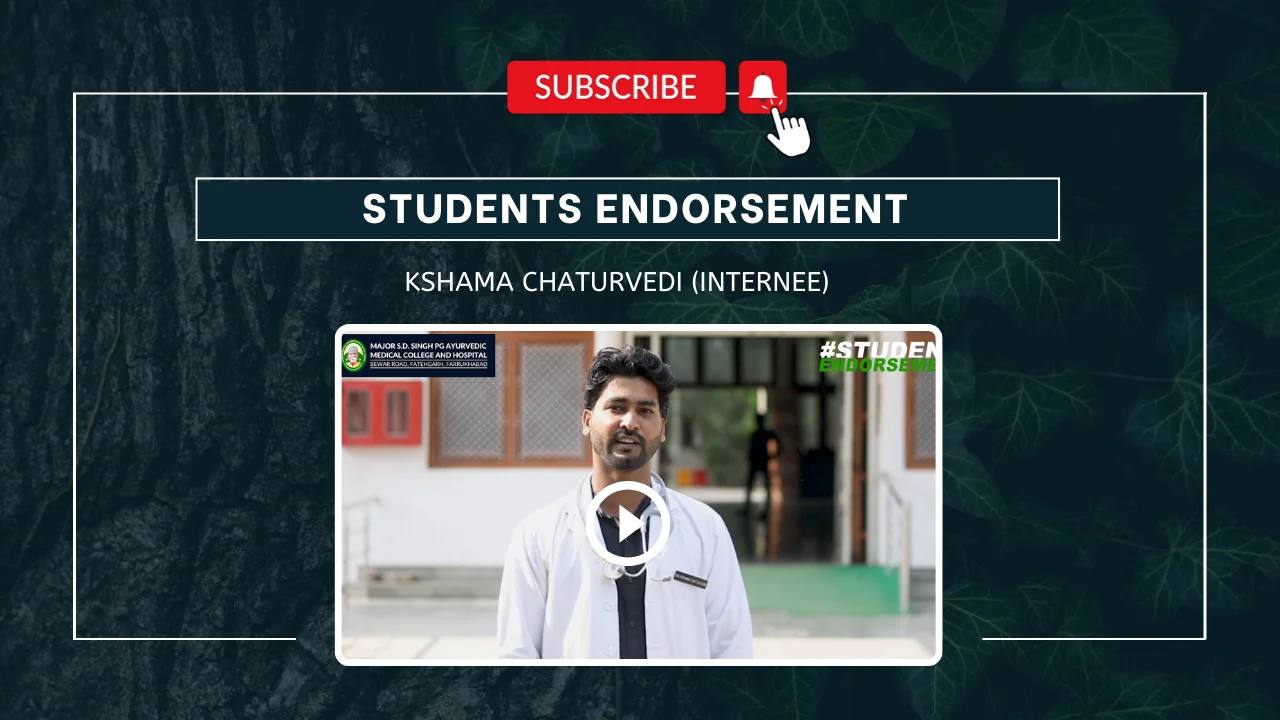 SUBSCRIBE
STUDENTS ENDORSEMENT
KSHAMA CHATURVEDI (INTERNEE)
MAJOR S.D. SINGH PG AYURVEDIC
MEDICAL COLLEGE AND HOSPITAL
BEWAR ROAD, FATEHGARH, FARRUKHABAD
#STUDEN
ENDORSEME